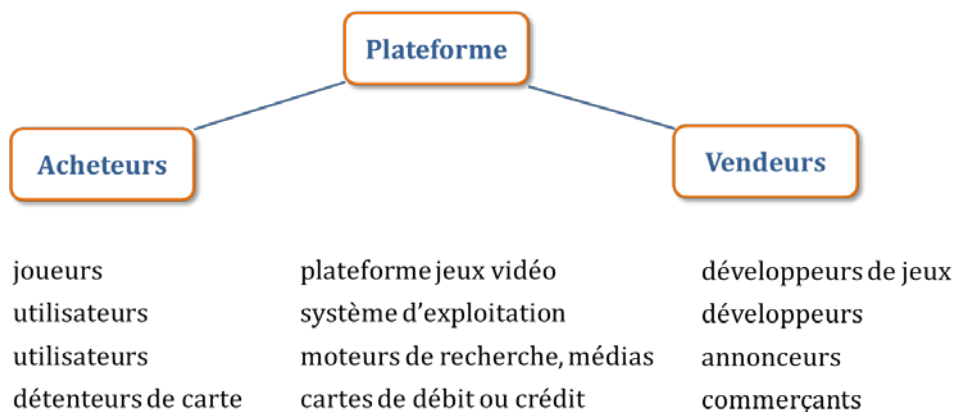 Plateforme
Acheteurs
Vendeurs
joueurs plateforme jeux vidéo développeurs de jeux
utilisateurs système d’exploitation développeurs
utilisateurs moteurs de recherche, médias annonceurs
détenteurs de carte cartes de débit ou crédit commerçants